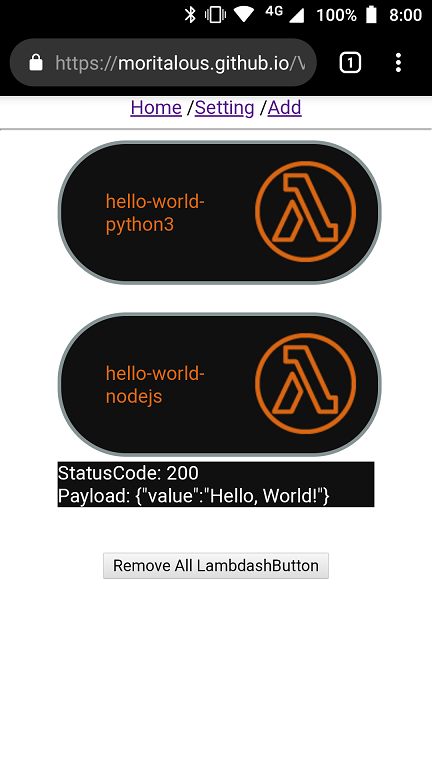 4G 100% 8:00
https://moritalous.github.io/V
1
Home /Setting /Add
hello-world-
python3
hello-world-
nodejs
StatusCode: 200
Payload: {"value":"Hello, World!"}
Remove All LambdashButton